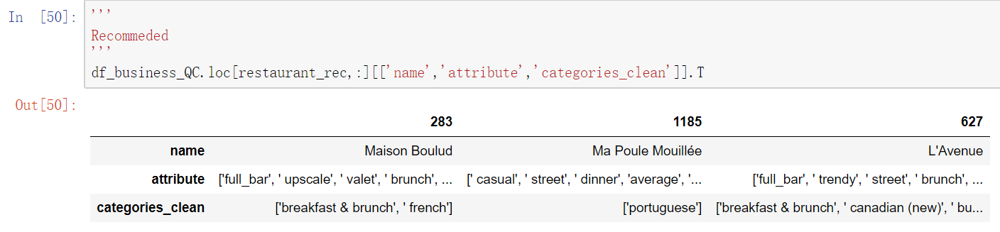 In [50]:
'''
Recommeded
'''
df_business_QC.loc[restaurant_rec,:][['name','attribute','categories_clean']].T
Out[50]:
283 1185 627
name Maison Boulud Ma Poule Mouillée L'Avenue
attribute ['full_bar', ' upscale', ' valet', ' brunch', ... [' casual', ' street', ' dinner', 'average', '... ['full_bar', ' trendy', ' street', ' brunch', ...
categories_clean ['breakfast & brunch', ' french'] ['portuguese'] ['breakfast & brunch', ' canadian (new)', ' bu...